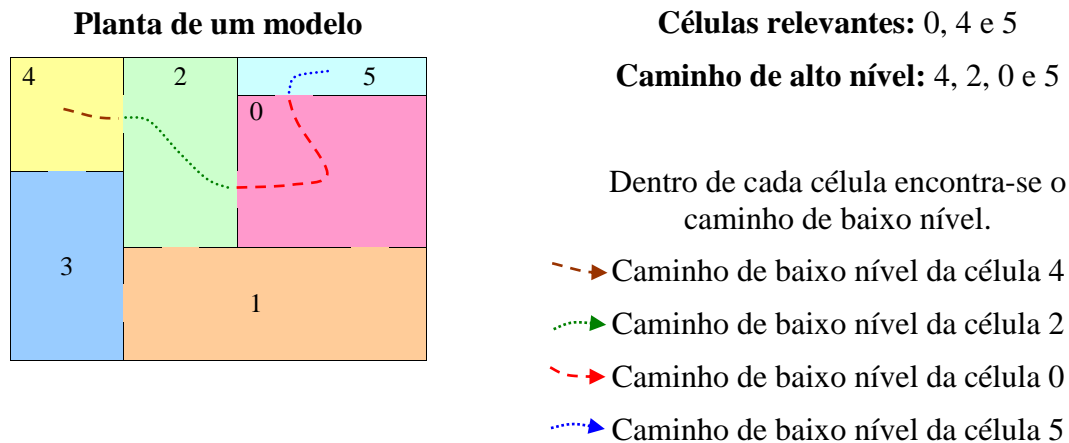 Planta de um modelo
4
2
5
0
3
1
Células relevantes: 0, 4 e 5
Caminho de alto nível: 4, 2, 0 e 5
Dentro de cada célula encontra-se o
caminho de baixo nível.
Caminho de baixo nível da célula 4
Caminho de baixo nível da célula 2
Caminho de baixo nível da célula 0
Caminho de baixo nível da célula 5